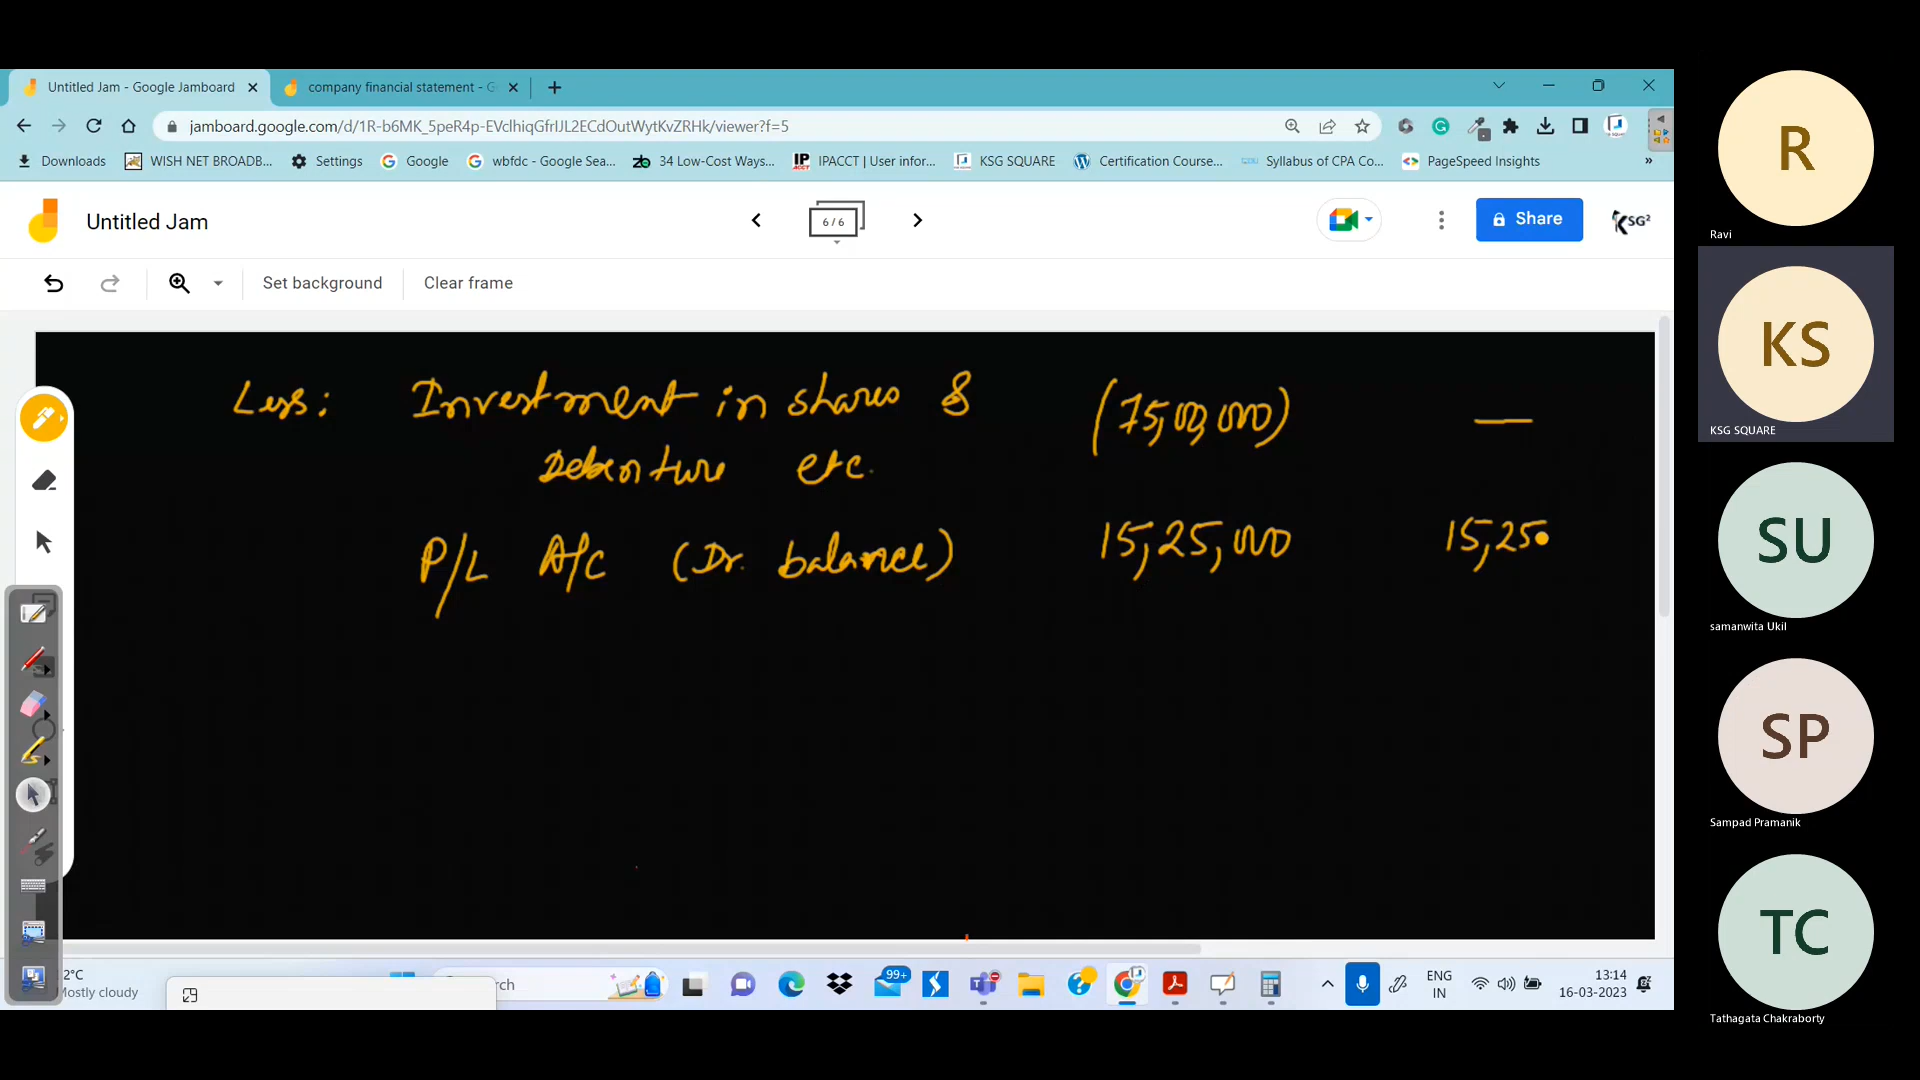 Untitled Jam - Google Jamboard
company financial statement - G
jamboard.google.com/d/1R-b6MK_5peR4p-EVclhiqGfrIJL2ECdOutWytKvZRHk/viewer?f=5
Downloads WISH NET BROADB... Settings Google wbfdc - Google Sea... 34 Low-Cost Ways... IPACCT | User infor... KSG SQUARE Certification Course... Syllabus of CPA Co... PageSpeed Insights »
Untitled Jam
6 / 6
Share
KSG²
Set background
Clear frame
Less: Investment in shares & (75,00,000) —
Debenture etc.
P/L A/c (Dr. balance) 15,25,000 15,25
2°C
Mostly cloudy
rch
99+
ENG
IN
13:14
16-03-2023
R
Ravi
KS
KSG SQUARE
SU
samanwita Ukil
SP
Sampad Pramanik
TC
Tathagata Chakraborty